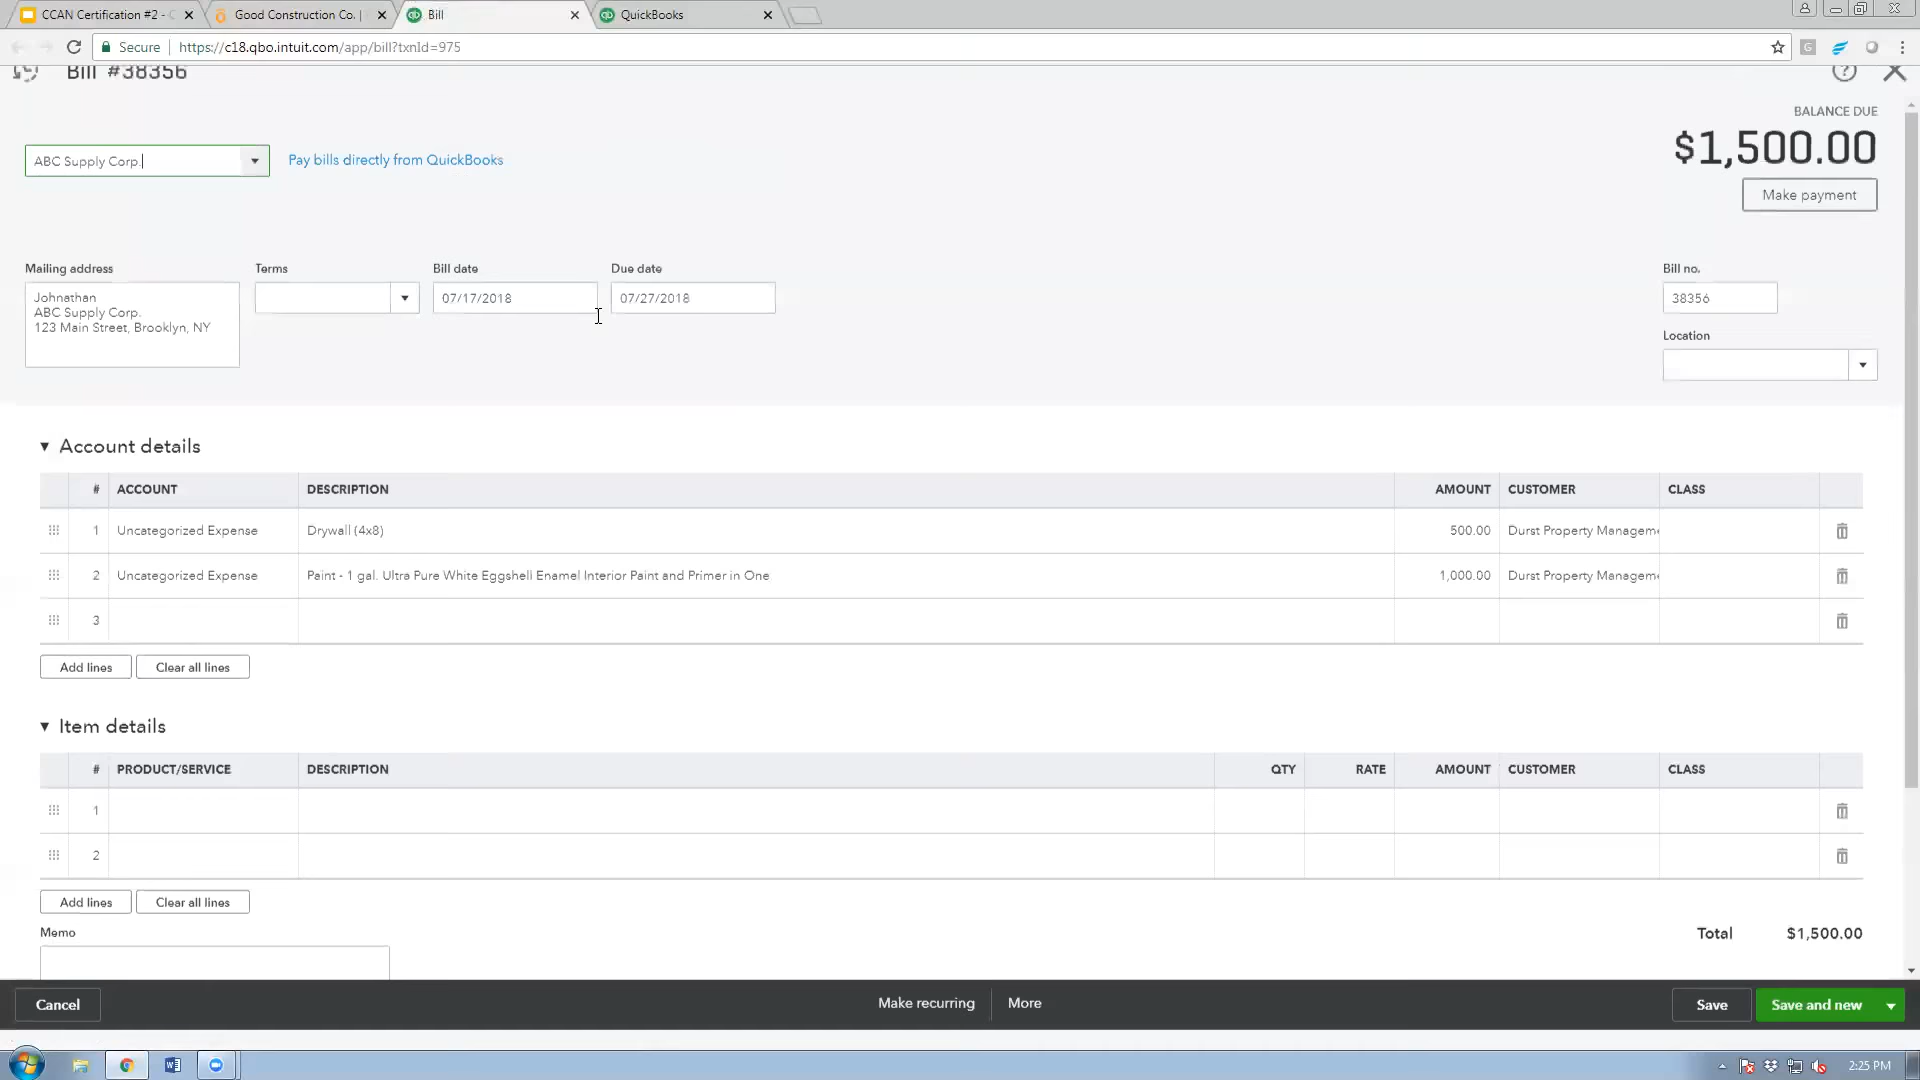 CCAN Certification #2 - C
Good Construction Co. |
Bill
QuickBooks
Secure
https://c18.qbo.intuit.com/app/bill?txnId=975
Bill #38356
BALANCE DUE
$1,500.00
Make payment
ABC Supply Corp.
Pay bills directly from QuickBooks
Mailing address
Terms
Bill date
Due date
Bill no.
Johnathan
ABC Supply Corp.
123 Main Street, Brooklyn, NY
07/17/2018
07/27/2018
38356
Location
Account details
# ACCOUNT DESCRIPTION AMOUNT CUSTOMER CLASS
1 Uncategorized Expense Drywall (4x8) 500.00 Durst Property Managem
2 Uncategorized Expense Paint - 1 gal. Ultra Pure White Eggshell Enamel Interior Paint and Primer in One 1,000.00 Durst Property Managem
3
Add lines Clear all lines
Item details
# PRODUCT/SERVICE DESCRIPTION QTY RATE AMOUNT CUSTOMER CLASS
1
2
Add lines Clear all lines
Memo
Total $1,500.00
Cancel
Make recurring
More
Save
Save and new
2:25 PM